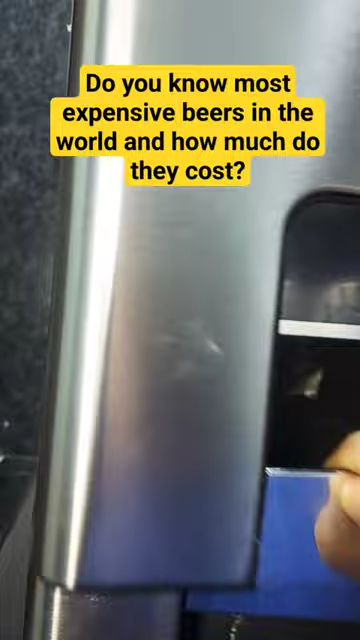 Do you know most
expensive beers in the
world and how much do
they cost?